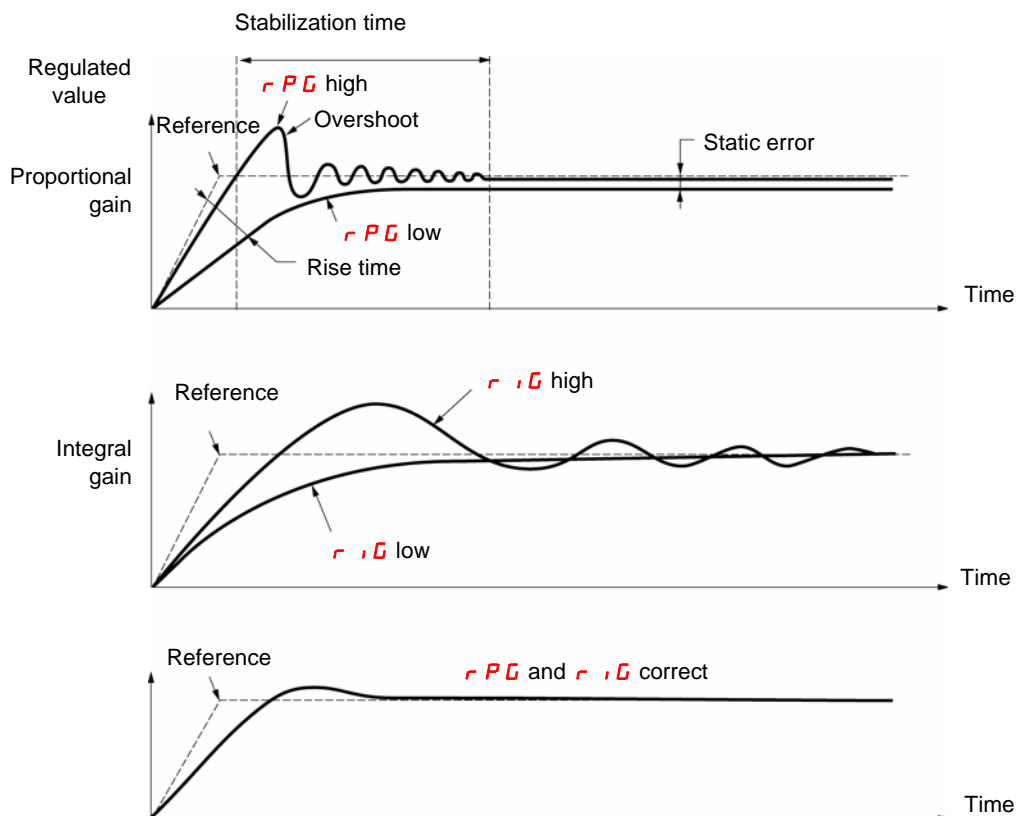 Stabilization time
Regulated
value
rPG high
Reference
Overshoot
Static error
Proportional
gain
rPG low
Rise time
Time
Reference
riG high
Integral
gain
riG low
Time
Reference
rPG and riG correct
Time